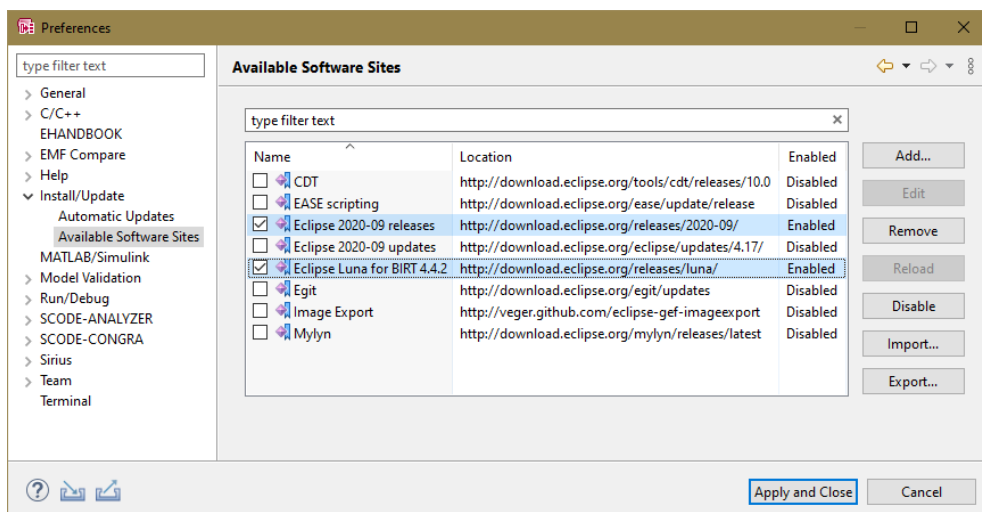 Preferences
type filter text
General
C/C++
EHANDBOOK
EMF Compare
Help
Install/Update
Automatic Updates
Available Software Sites
MATLAB/Simulink
Model Validation
Run/Debug
SCODE-ANALYZER
SCODE-CONGRA
Sirius
Team
Terminal
Available Software Sites
type filter text
Name Location Enabled
CDT http://download.eclipse.org/tools/cdt/releases/10.0 Disabled
EASE scripting http://download.eclipse.org/ease/update/release Disabled
Eclipse 2020-09 releases http://download.eclipse.org/releases/2020-09/ Enabled
Eclipse 2020-09 updates http://download.eclipse.org/eclipse/updates/4.17/ Disabled
Eclipse Luna for BIRT 4.4.2 http://download.eclipse.org/releases/luna/ Enabled
Egit http://download.eclipse.org/egit/updates Disabled
Image Export http://veger.github.com/eclipse-gef-imageexport Disabled
Mylyn http://download.eclipse.org/mylyn/releases/latest Disabled
Add...
Edit
Remove
Reload
Disable
Import...
Export...
Apply and Close Cancel